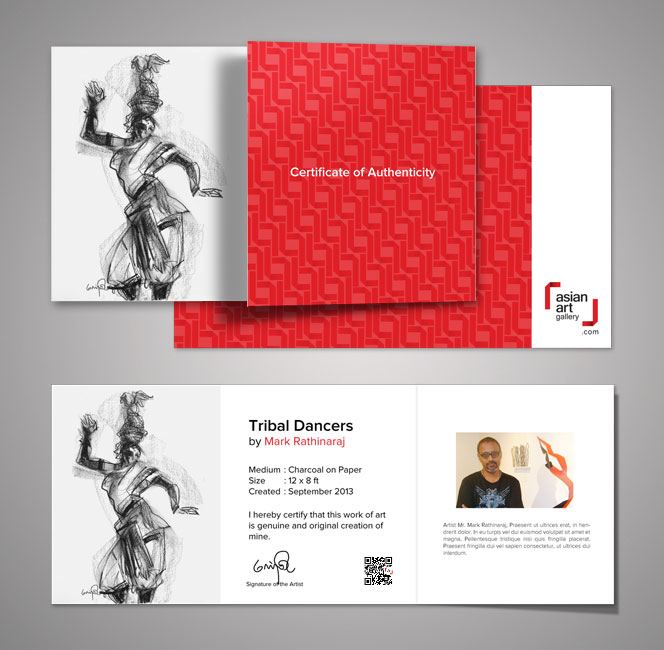 Certificate of Authenticity
asian
art
gallery
.com
Tribal Dancers
by Mark Rathinaraj
Medium : Charcoal on Paper
Size : 12 x 8 ft
Created : September 2013
I hereby certify that this work of art
is genuine and original creation of
mine.
Signature of the Artist
Artist Mr. Mark Rathinaraj, Praesent ut ultrices erat, in hen-
drerit dolor. In eu turpis vel dui euismod volutpat sit amet et
magna. Pellentesque tristique nisl quis fringilla placerat.
Praesent fringilla dui vel sapien consectetur, ut ultrices dui
interdum.